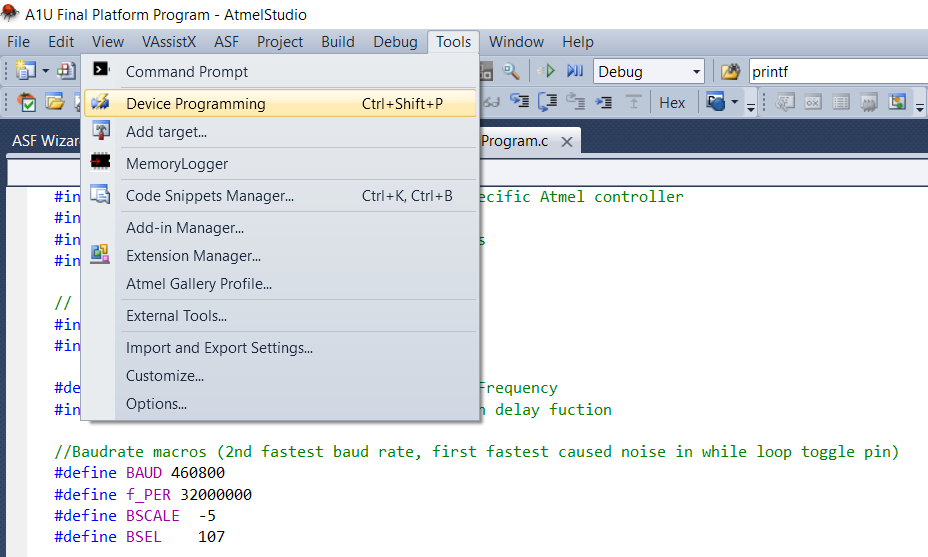 A1U Final Platform Program - AtmelStudio
File Edit View VAssistX ASF Project Build Debug Tools Window Help
Debug printf
Hex
ASF Wizar
Program.c
Command Prompt
Device Programming Ctrl+Shift+P
Add target...
MemoryLogger
Code Snippets Manager... Ctrl+K, Ctrl+B
Add-in Manager...
Extension Manager...
Atmel Gallery Profile...
External Tools...
Import and Export Settings...
Customize...
Options...
#in ecific Atmel controller
#in
#in s
#in
//
#in
#in
#de Frequency
#in n delay fuction
//Baudrate macros (2nd fastest baud rate, first fastest caused noise in while loop toggle pin)
#define BAUD 460800
#define f_PER 32000000
#define BSCALE -5
#define BSEL 107